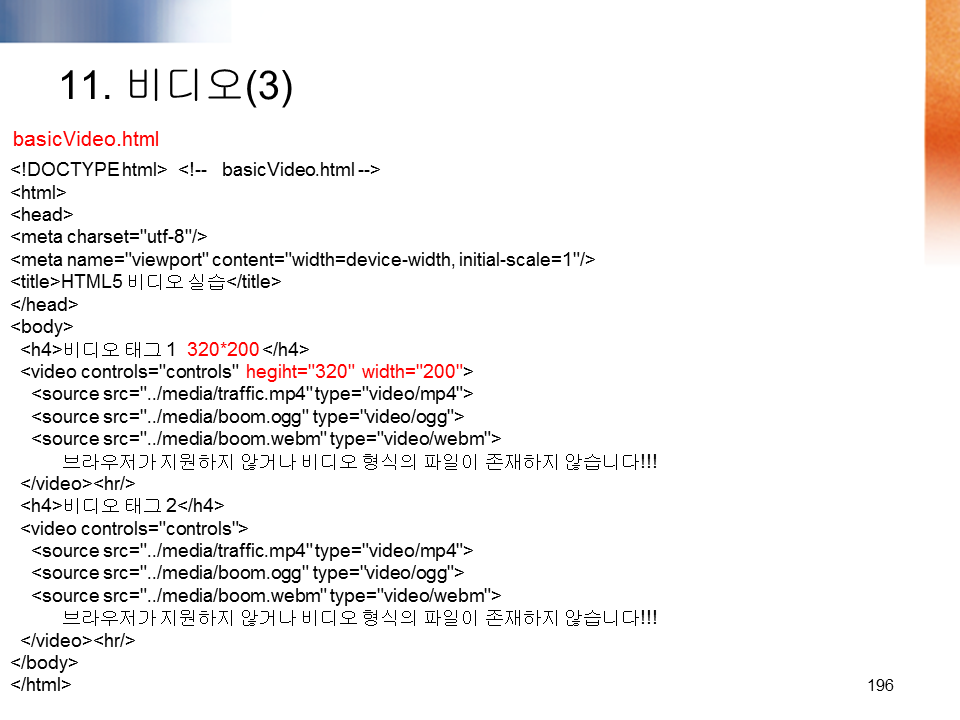 11. 비디오(3)
basicVideo.html
<!DOCTYPE html> <!-- basicVideo.html -->
<html>
<head>
<meta charset="utf-8"/>
<meta name="viewport" content="width=device-width, initial-scale=1"/>
<title>HTML5 비디오 실습</title>
</head>
<body>
<h4>비디오 태그 1 320*200 </h4>
<video controls="controls" hegiht="320" width="200">
<source src="../media/traffic.mp4" type="video/mp4">
<source src="../media/boom.ogg" type="video/ogg">
<source src="../media/boom.webm" type="video/webm">
브라우저가 지원하지 않거나 비디오 형식의 파일이 존재하지 않습니다!!!
</video><hr/>
<h4>비디오 태그 2</h4>
<video controls="controls">
<source src="../media/traffic.mp4" type="video/mp4">
<source src="../media/boom.ogg" type="video/ogg">
<source src="../media/boom.webm" type="video/webm">
브라우저가 지원하지 않거나 비디오 형식의 파일이 존재하지 않습니다!!!
</video><hr/>
</body>
</html>
196